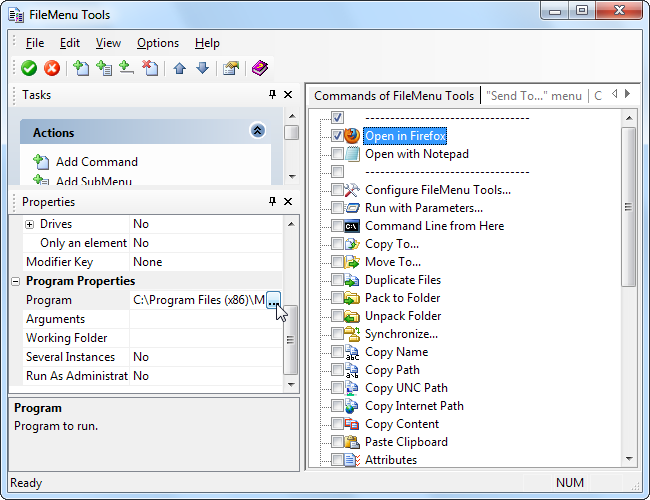 FileMenu Tools
File Edit View Options Help
Tasks
Actions
Add Command
Add SubMenu
Properties
Drives No
Only an element No
Modifier Key None
Program Properties
Program C:\Program Files (x86)\M ...
Arguments
Working Folder
Several Instances No
Run As Administrat No
Program
Program to run.
Commands of FileMenu Tools "Send To..." menu C
---------------------------------
Open in Firefox
Open with Notepad
---------------------------------
Configure FileMenu Tools...
Run with Parameters...
Command Line from Here
Copy To...
Move To...
Duplicate Files
Pack to Folder
Unpack Folder
Synchronize...
Copy Name
Copy Path
Copy UNC Path
Copy Internet Path
Copy Content
Paste Clipboard
Attributes
Ready NUM